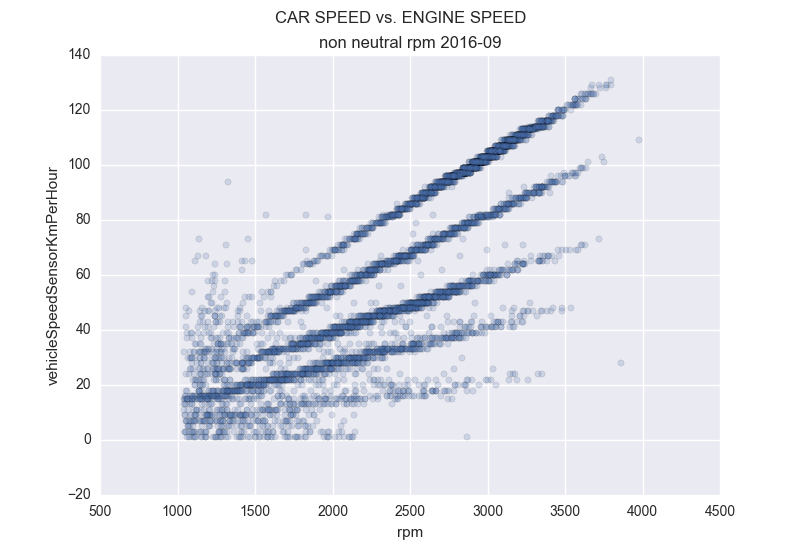 CAR SPEED vs. ENGINE SPEED
non neutral rpm 2016-09
140
120
100
80
60
40
20
0
−20
vehicleSpeedSensorKmPerHour
500 1000 1500 2000 2500 3000 3500 4000 4500
rpm